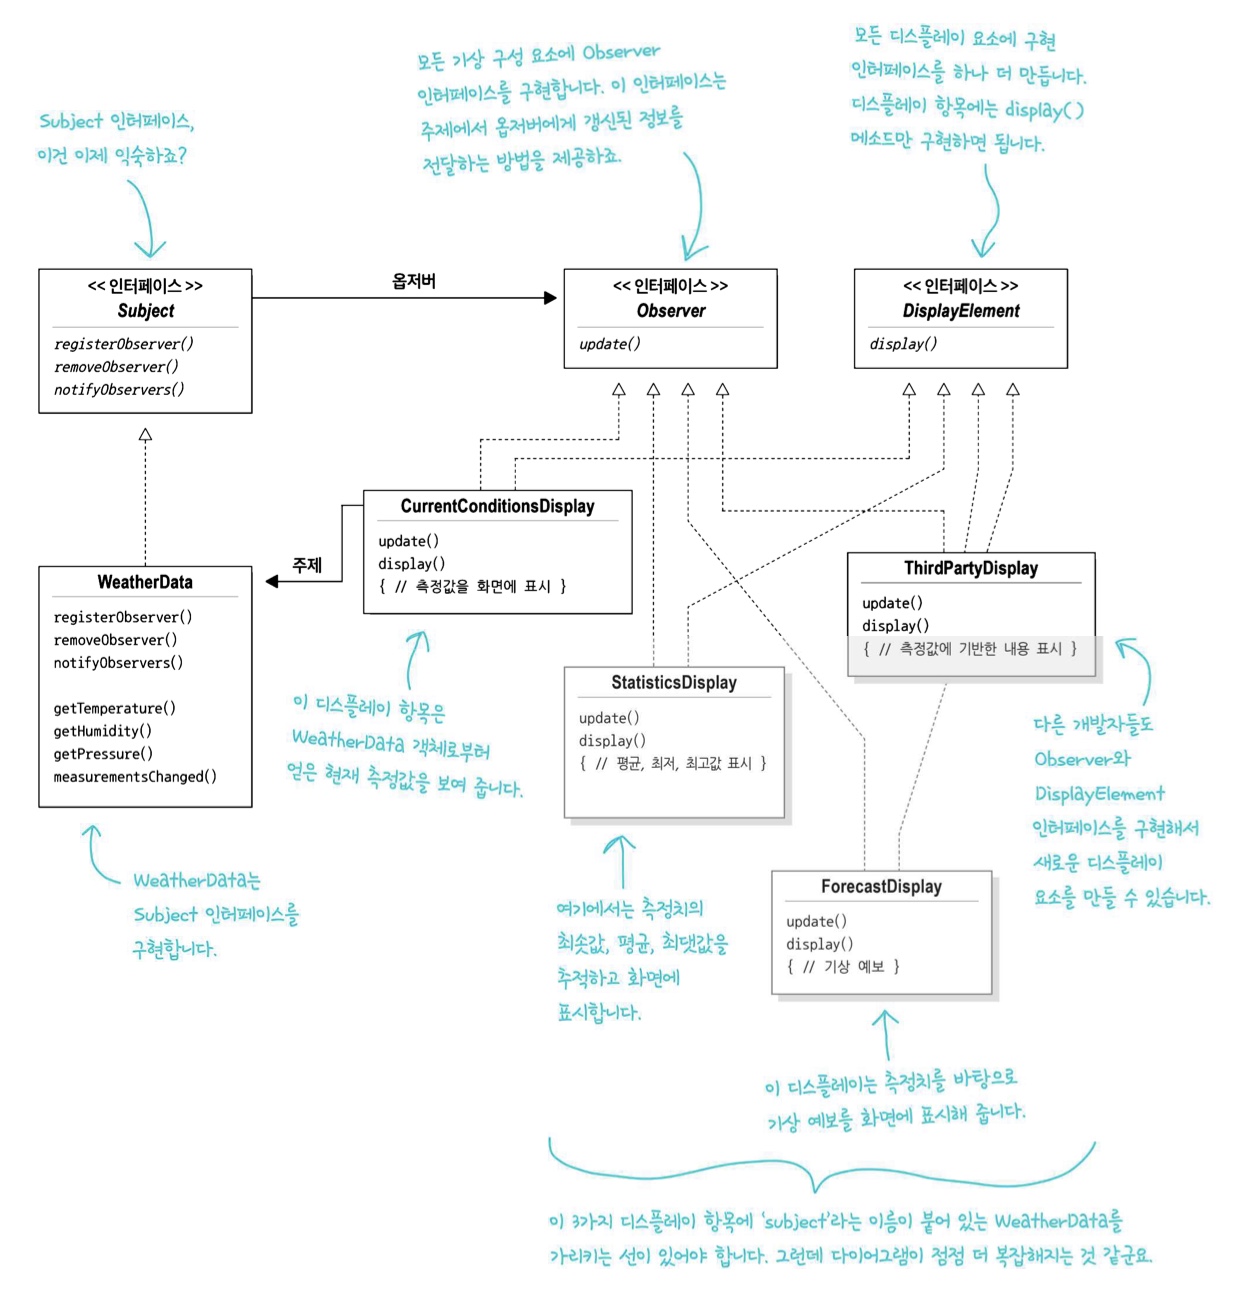 Subject 인터페이스,
이건 이제 익숙하죠?
모든 기상 구성 요소에 Observer
인터페이스를 구현합니다. 이 인터페이스는
주제에서 옵저버에게 갱신된 정보를
전달하는 방법을 제공하죠.
모든 디스플레이 요소에 구현
인터페이스를 하나 더 만듭니다.
디스플레이 항목에는 display()
메소드만 구현하면 됩니다.
<< 인터페이스 >>
Subject
registerObserver()
removeObserver()
notifyObservers()
옵저버
<< 인터페이스 >>
Observer
update()
<< 인터페이스 >>
DisplayElement
display()
CurrentConditionsDisplay
update()
display()
{ // 측정값을 화면에 표시 }
주제
WeatherData
registerObserver()
removeObserver()
notifyObservers()
getTemperature()
getHumidity()
getPressure()
measurementsChanged()
ThirdPartyDisplay
update()
display()
{ // 측정값에 기반한 내용 표시 }
StatisticsDisplay
update()
display()
{ // 평균, 최저, 최고값 표시 }
이 디스플레이 항목은
WeatherData 객체로부터
얻은 현재 측정값을 보여 줍니다.
다른 개발자들도
Observer와
DisplayElement
인터페이스를 구현해서
새로운 디스플레이
요소를 만들 수 있습니다.
WeatherData는
Subject 인터페이스를
구현합니다.
ForecastDisplay
update()
display()
{ // 기상 예보 }
여기에서는 측정치의
최솟값, 평균, 최댓값을
추적하고 화면에
표시합니다.
이 디스플레이는 측정치를 바탕으로
기상 예보를 화면에 표시해 줍니다.
이 3가지 디스플레이 항목에 'subject'라는 이름이 붙어 있는 WeatherData를
가리키는 선이 있어야 합니다. 그런데 다이어그램이 점점 더 복잡해지는 것 같군요.